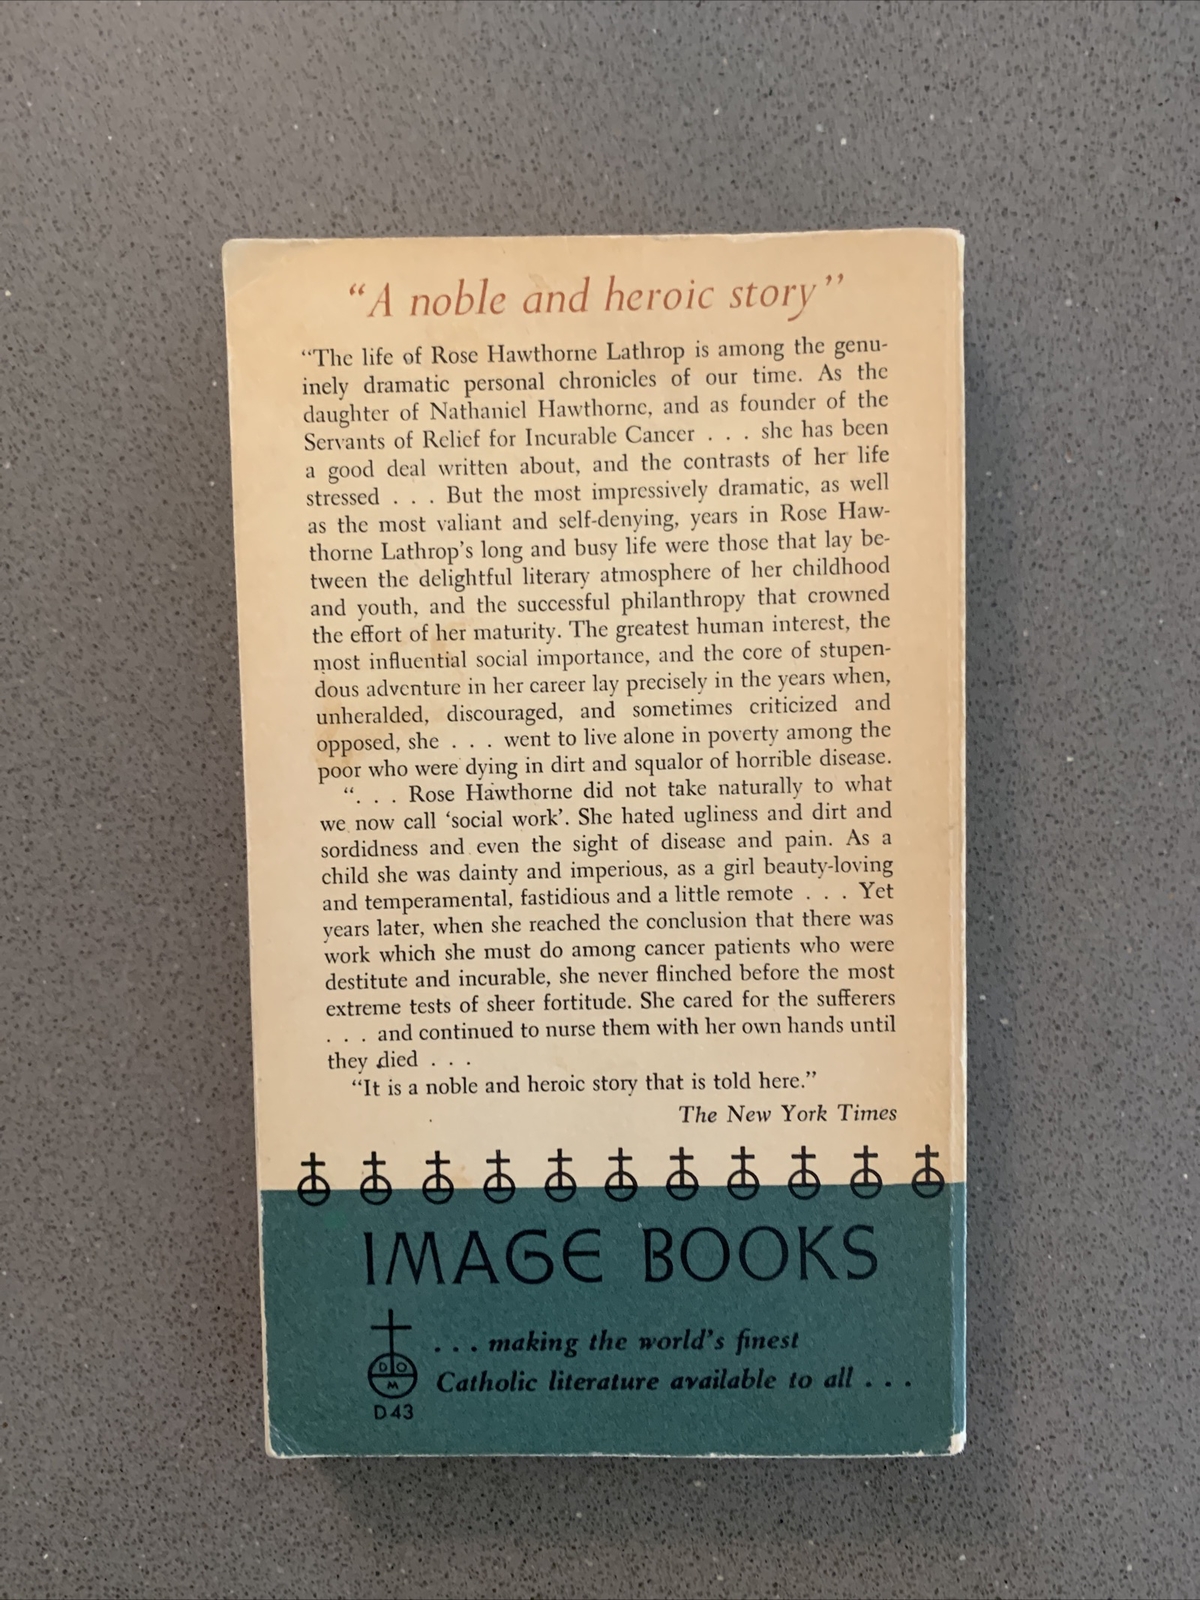 “A noble and heroic story”
“The life of Rose Hawthorne Lathrop is among the genu-
inely dramatic personal chronicles of our time. As the
daughter of Nathaniel Hawthorne, and as founder of the
Servants of Relief for Incurable Cancer . . . she has been
a good deal written about, and the contrasts of her life
stressed . . . But the most impressively dramatic, as well
as the most valiant and self-denying, years in Rose Haw-
thorne Lathrop’s long and busy life were those that lay be-
tween the delightful literary atmosphere of her childhood
and youth, and the successful philanthropy that crowned
the effort of her maturity. The greatest human interest, the
most influential social importance, and the core of stupen-
dous adventure in her career lay precisely in the years when,
unheralded, discouraged, and sometimes criticized and
opposed, she . . . went to live alone in poverty among the
poor who were dying in dirt and squalor of horrible disease.
“. . . Rose Hawthorne did not take naturally to what
we now call ‘social work’. She hated ugliness and dirt and
sordidness and even the sight of disease and pain. As a
child she was dainty and imperious, as a girl beauty-loving
and temperamental, fastidious and a little remote . . . Yet
years later, when she reached the conclusion that there was
work which she must do among cancer patients who were
destitute and incurable, she never flinched before the most
extreme tests of sheer fortitude. She cared for the sufferers
. . . and continued to nurse them with her own hands until
they died . . .
“It is a noble and heroic story that is told here.”
The New York Times
IMAGE BOOKS
. . . making the world’s finest
Catholic literature available to all . . .
D O
M
D43